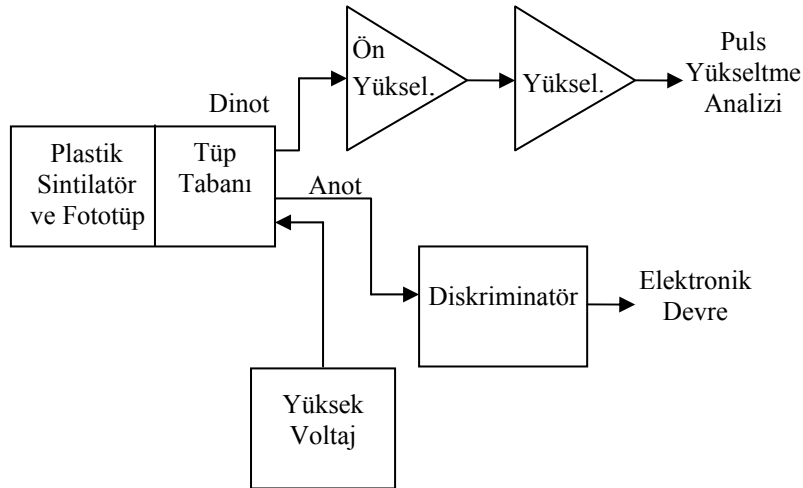 Ön
Yüksel.
Yüksel.
Puls
Yükseltme
Analizi
Dinot
Plastik
Sintilatör
ve Fototüp
Tüp
Tabanı
Anot
Diskriminatör
Elektronik
Devre
Yüksek
Voltaj